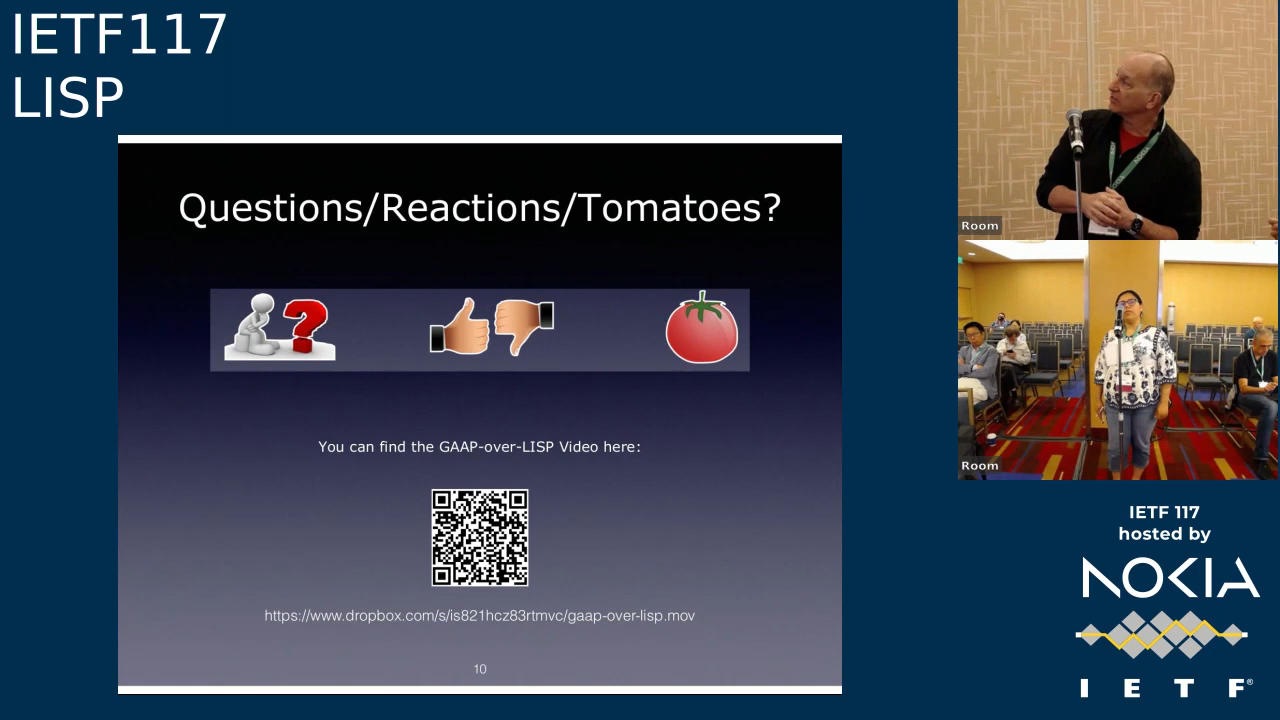 IETF117
LISP
Questions/Reactions/Tomatoes?
You can find the GAAP-over-LISP Video here:
https://www.dropbox.com/s/is821hcz83rtmvc/gaap-over-lisp.mov
10
Room
NOKIA
Room
IETF 117
hosted by
NOKIA
I E T F®